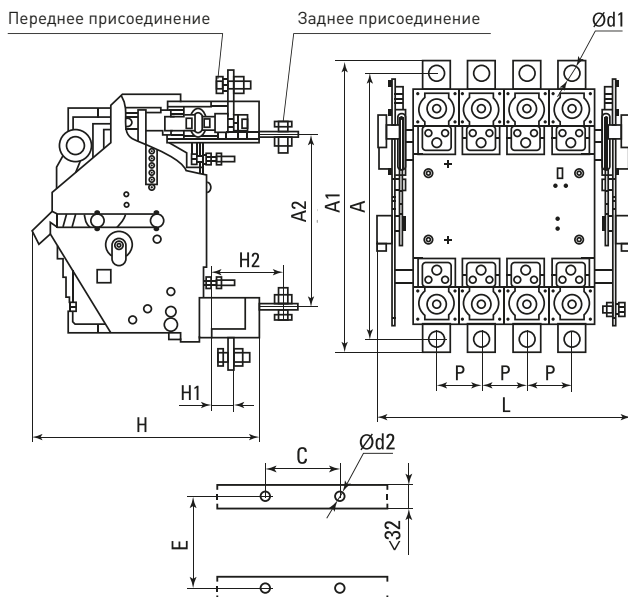 Переднее присоединение
Заднее присоединение
Ød1
A2
A1
A
H2
H1
H
P
P
P
L
C
Ød2
E
<32